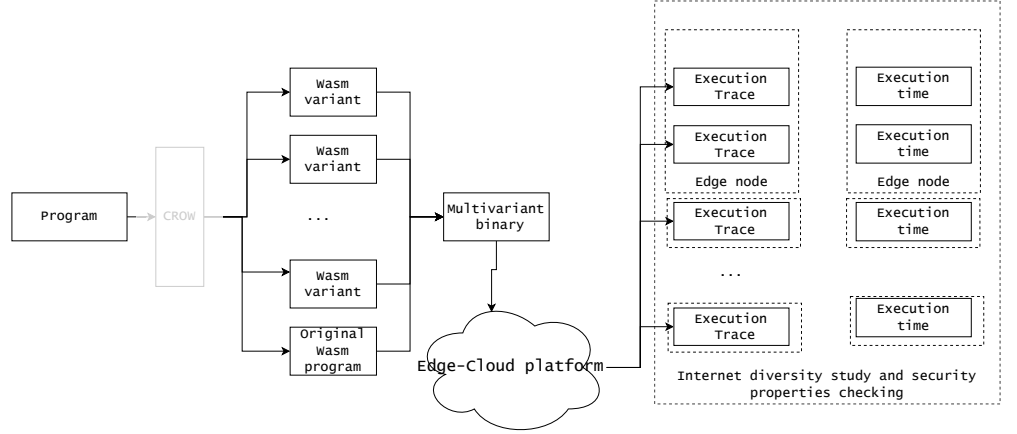 Program
CROW
Wasm
variant
Wasm
variant
...
Wasm
variant
Original
Wasm
program
Multivariant
binary
Edge-Cloud platform
Execution
Trace
Execution
Trace
Edge node
Execution
Trace
...
Execution
Trace
Execution
time
Execution
time
Edge node
Execution
time
Execution
time
Internet diversity study and security
properties checking